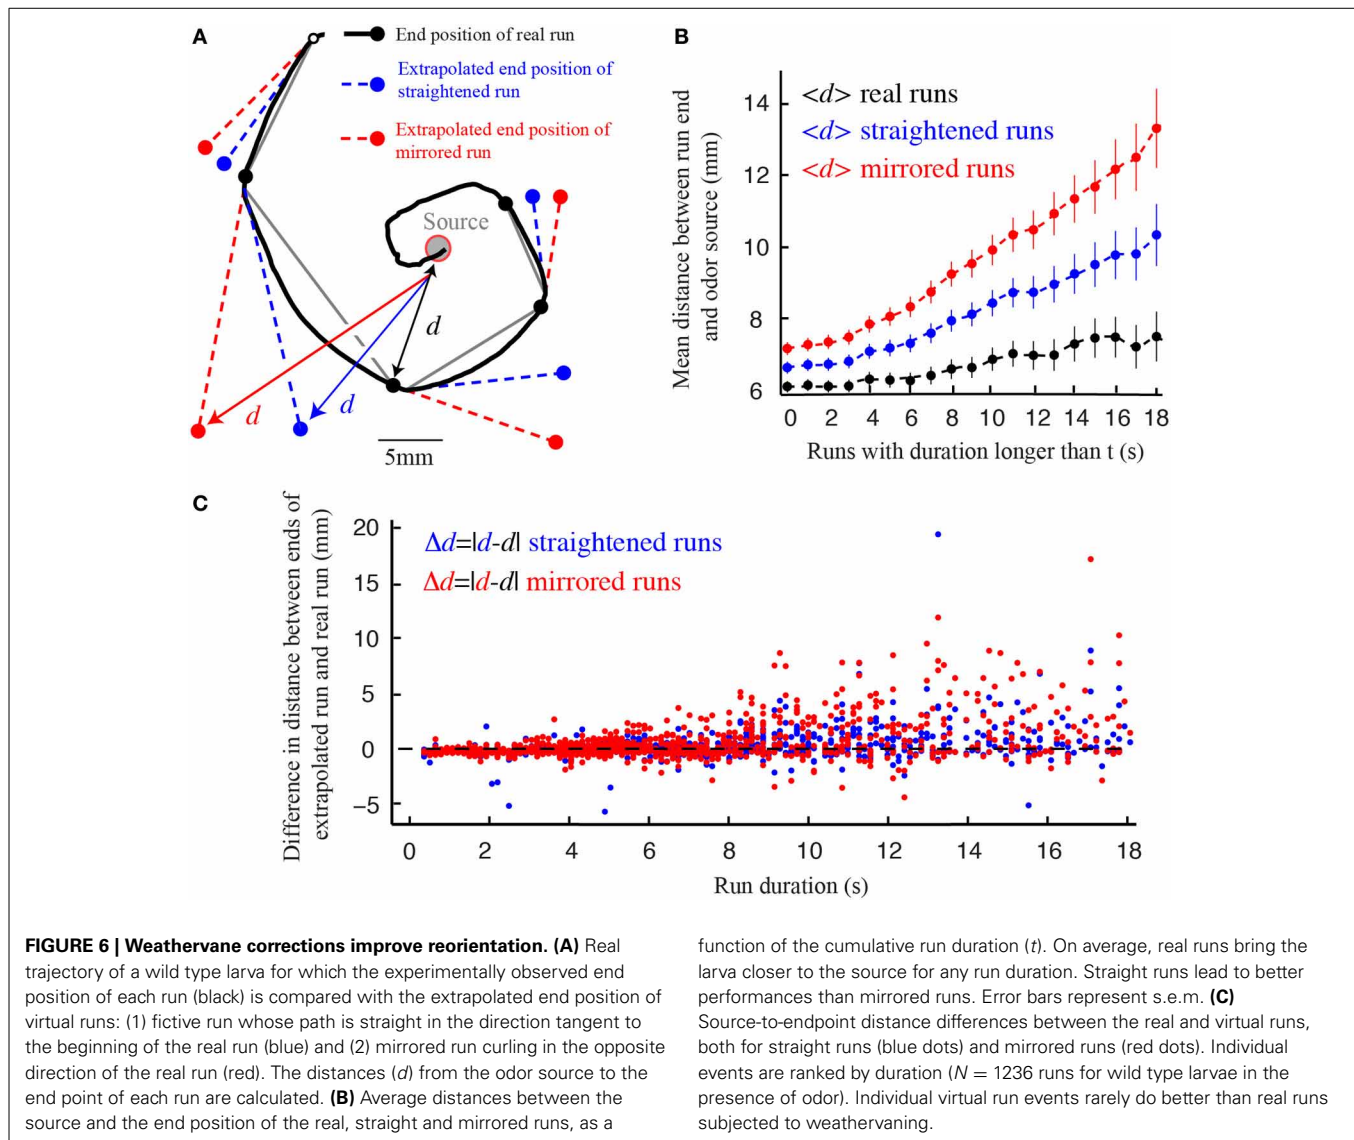 A
End position of real run
Extrapolated end position of
straightened run
Extrapolated end position of
mirrored run
Source
d
d
d
5mm
B
<d> real runs
<d> straightened runs
<d> mirrored runs
Mean distance between run end
and odor source (mm)
14
12
10
8
6
0 2 4 6 8 10 12 14 16 18
Runs with duration longer than t (s)
C
Δd=|d-d| straightened runs
Δd=|d-d| mirrored runs
Difference in distance between ends of
extrapolated run and real run (mm)
20
15
10
5
0
−5
0 2 4 6 8 10 12 14 16 18
Run duration (s)
FIGURE 6 | Weathervane corrections improve reorientation. (A) Real
trajectory of a wild type larva for which the experimentally observed end
position of each run (black) is compared with the extrapolated end position of
virtual runs: (1) fictive run whose path is straight in the direction tangent to
the beginning of the real run (blue) and (2) mirrored run curling in the opposite
direction of the real run (red). The distances (d) from the odor source to the
end point of each run are calculated. (B) Average distances between the
source and the end position of the real, straight and mirrored runs, as a
function of the cumulative run duration (t). On average, real runs bring the
larva closer to the source for any run duration. Straight runs lead to better
performances than mirrored runs. Error bars represent s.e.m. (C)
Source-to-endpoint distance differences between the real and virtual runs,
both for straight runs (blue dots) and mirrored runs (red dots). Individual
events are ranked by duration (N = 1236 runs for wild type larvae in the
presence of odor). Individual virtual run events rarely do better than real runs
subjected to weathervaning.